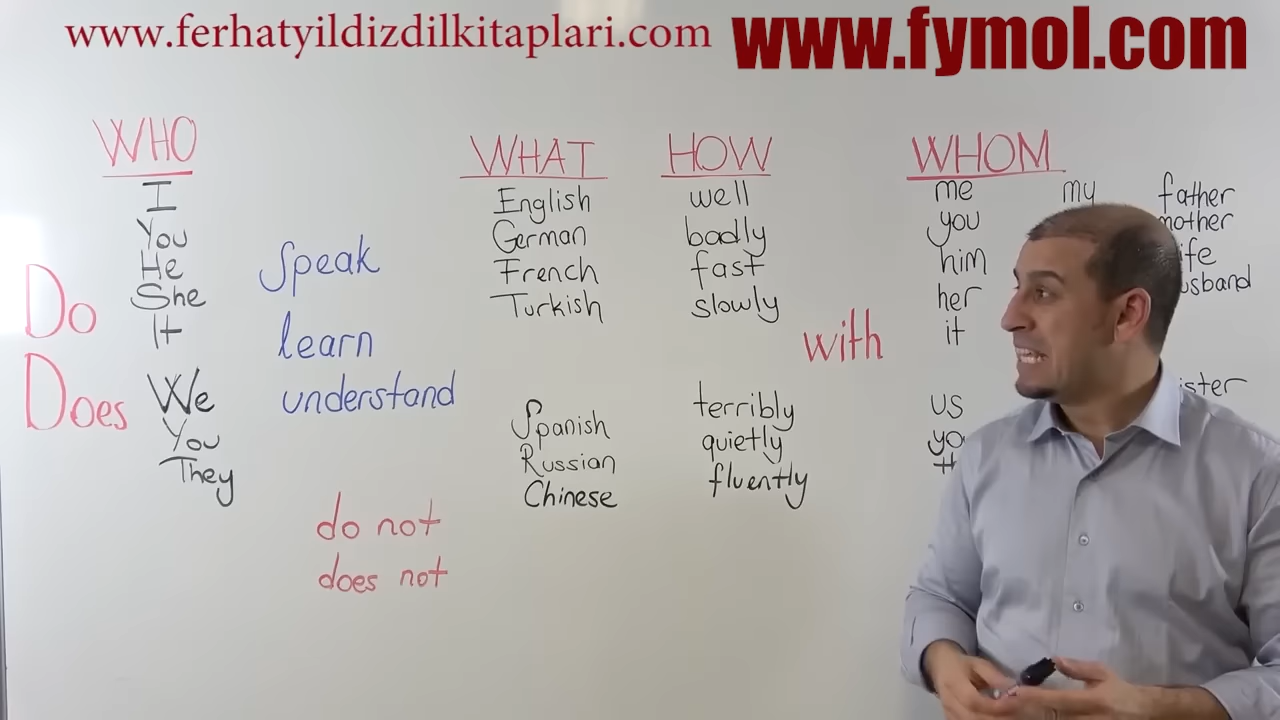 www.ferhatyildizdilkitaplari.com
www.fymol.com
WHO
I
You
He
She
It
We
You
They
Do
Does
speak
learn
understand
do not
does not
WHAT
English
German
French
Turkish
Spanish
Russian
Chinese
HOW
well
badly
fast
slowly
terribly
quietly
fluently
with
WHOM
me
you
him
her
it
us
my
father
mother